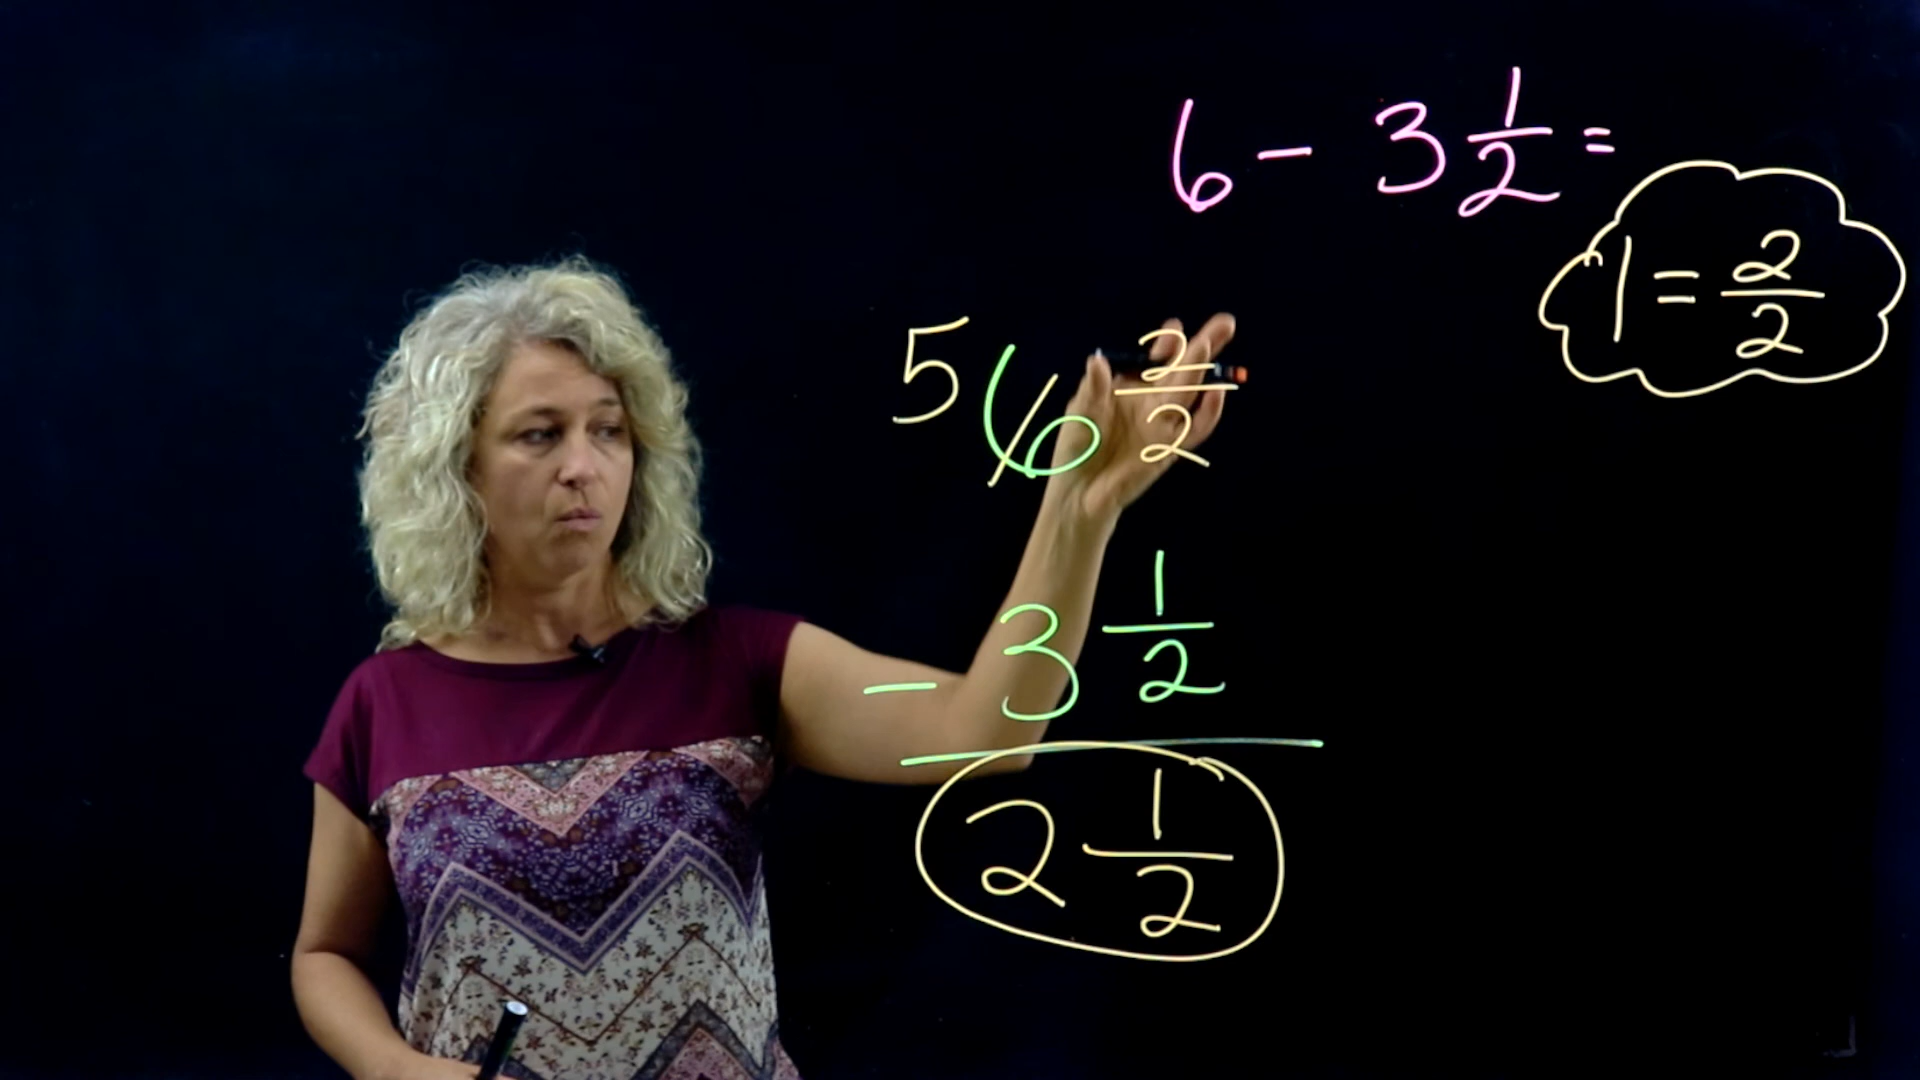 6 - 3 1/2 =
1 = 2/2
5 6 2/2
- 3 1/2
2 1/2